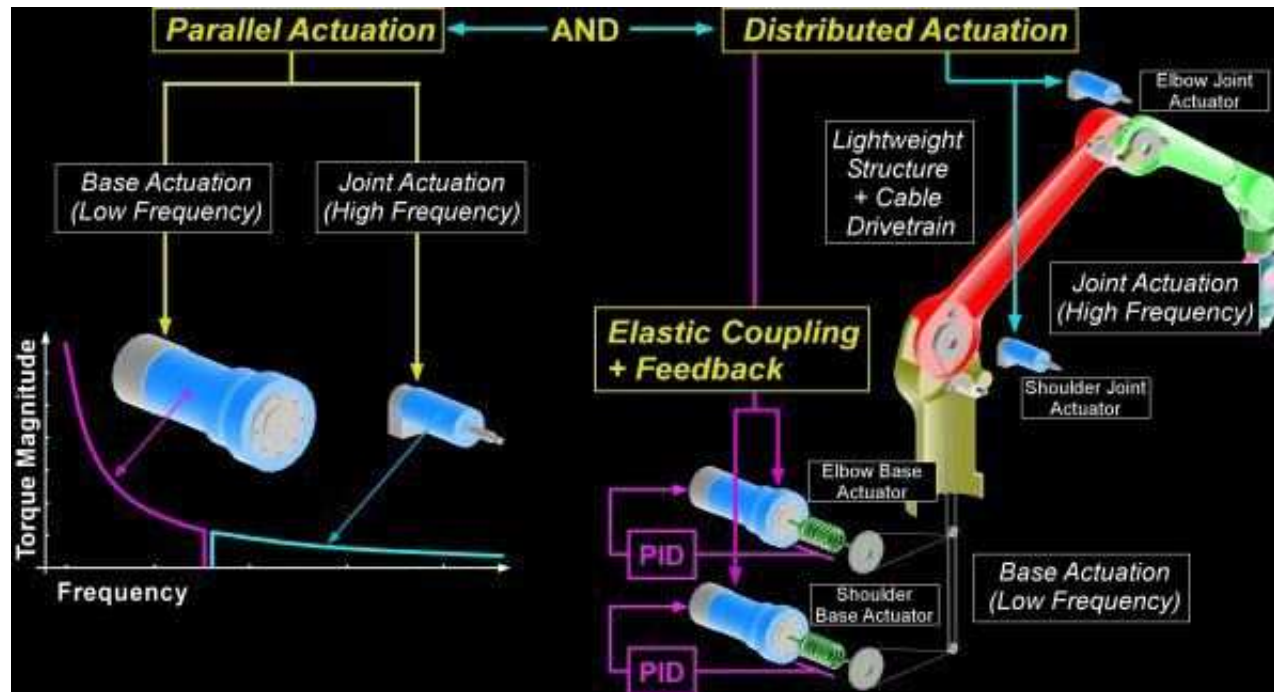 Parallel Actuation
AND
Distributed Actuation
Elbow Joint
Actuator
Base Actuation
(Low Frequency)
Joint Actuation
(High Frequency)
Lightweight
Structure
+ Cable
Drivetrain
Joint Actuation
(High Frequency)
Elastic Coupling
+ Feedback
Shoulder Joint
Actuator
Torque Magnitude
Frequency
Elbow Base
Actuator
PID
Base Actuation
(Low Frequency)
Shoulder
Base Actuator
PID